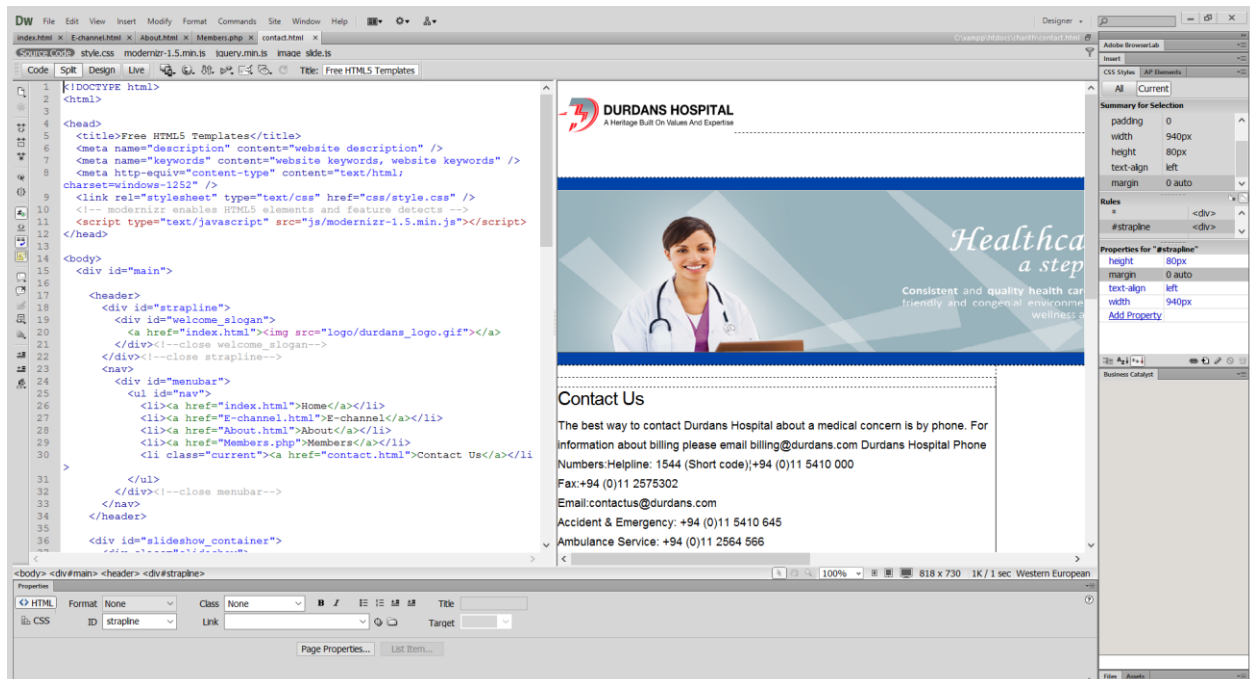 DW File Edit View Insert Modify Format Commands Site Window Help Designer
index.html × E-channel.html × About.html × Members.php × contact.html × C:\xampp\htdocs\charith\contact.html
Source Code style.css modernizr-1.5.min.js jquery.min.js image slide.js
Code Split Design Live Title: Free HTML5 Templates
1 <!DOCTYPE html>
2 <html>
3
4 <head>
5 <title>Free HTML5 Templates</title>
6 <meta name="description" content="website description" />
7 <meta name="keywords" content="website keywords, website keywords" />
8 <meta http-equiv="content-type" content="text/html;
charset=windows-1252" />
9 <link rel="stylesheet" type="text/css" href="css/style.css" />
10 <!-- modernizr enables HTML5 elements and feature detects -->
11 <script type="text/javascript" src="js/modernizr-1.5.min.js"></script>
12 </head>
13
14 <body>
15 <div id="main">
16
17 <header>
18 <div id="strapline">
19 <div id="welcome_slogan">
20 <a href="index.html"><img src="logo/durdans_logo.gif"></a>
21 </div><!--close welcome_slogan-->
22 </div><!--close strapline-->
23 <nav>
24 <div id="menubar">
25 <ul id="nav">
26 <li><a href="index.html">Home</a></li>
27 <li><a href="E-channel.html">E-channel</a></li>
28 <li><a href="About.html">About</a></li>
29 <li><a href="Members.php">Members</a></li>
30 <li class="current"><a href="contact.html">Contact Us</a></li
>
31 </ul>
32 </div><!--close menubar-->
33 </nav>
34 </header>
35
36 <div id="slideshow_container">
<div class="slideshow">
DURDANS HOSPITAL
A Heritage Built On Values And Expertise
Healthca
a step
Consistent and quality health car
friendly and congenial environme
wellness a
Contact Us
The best way to contact Durdans Hospital about a medical concern is by phone. For
information about billing please email billing@durdans.com Durdans Hospital Phone
Numbers:Helpline: 1544 (Short code)¦+94 (0)11 5410 000
Fax:+94 (0)11 2575302
Email:contactus@durdans.com
Accident & Emergency: +94 (0)11 5410 645
Ambulance Service: +94 (0)11 2564 566
<body> <div#main> <header> <div#strapline> 100% 818 x 730 1K / 1 sec Western European
Properties
<> HTML Format None Class None B I Title
CSS ID strapline Link Target
Page Properties... List Item...
Adobe BrowserLab
Insert
CSS Styles AP Elements
All Current
Summary for Selection
padding 0
width 940px
height 80px
text-align left
margin 0 auto
Rules
* <div>
#strapline <div>
Properties for "#strapline"
height 80px
margin 0 auto
text-align left
width 940px
Add Property
Business Catalyst
Files Assets